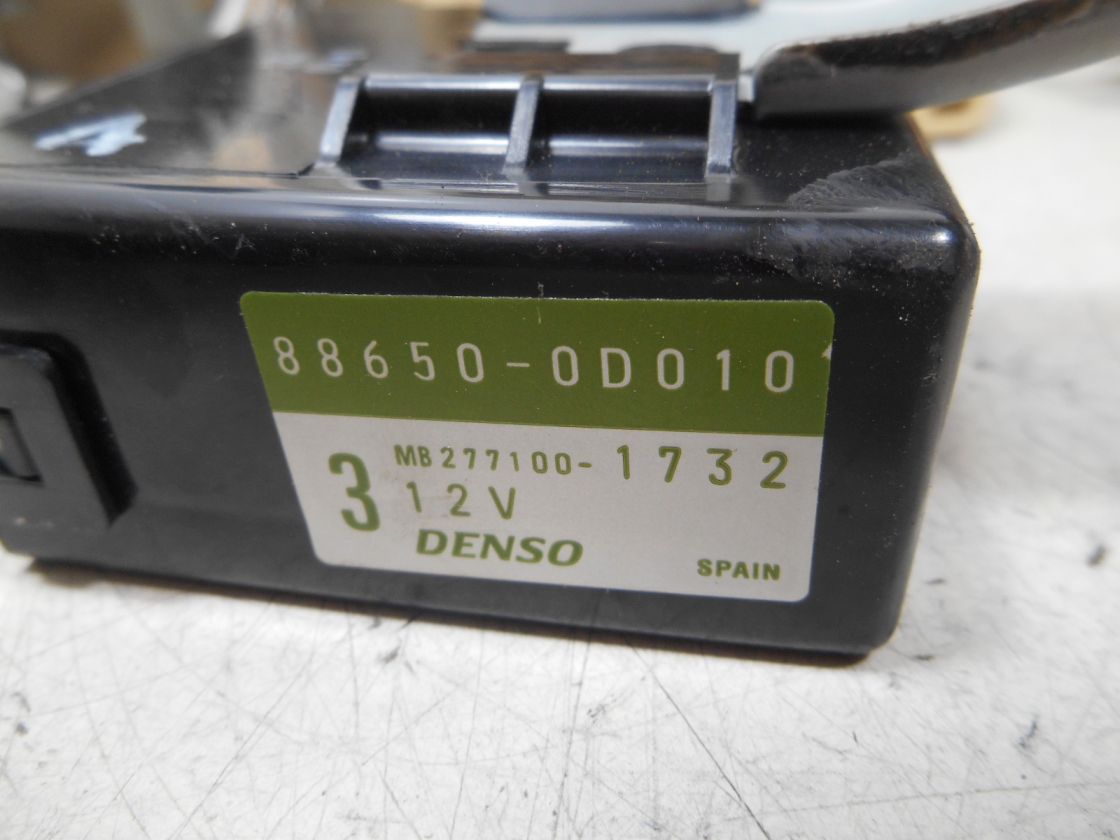 88650-0D010
3 MB277100-1732
12V
DENSO
SPAIN